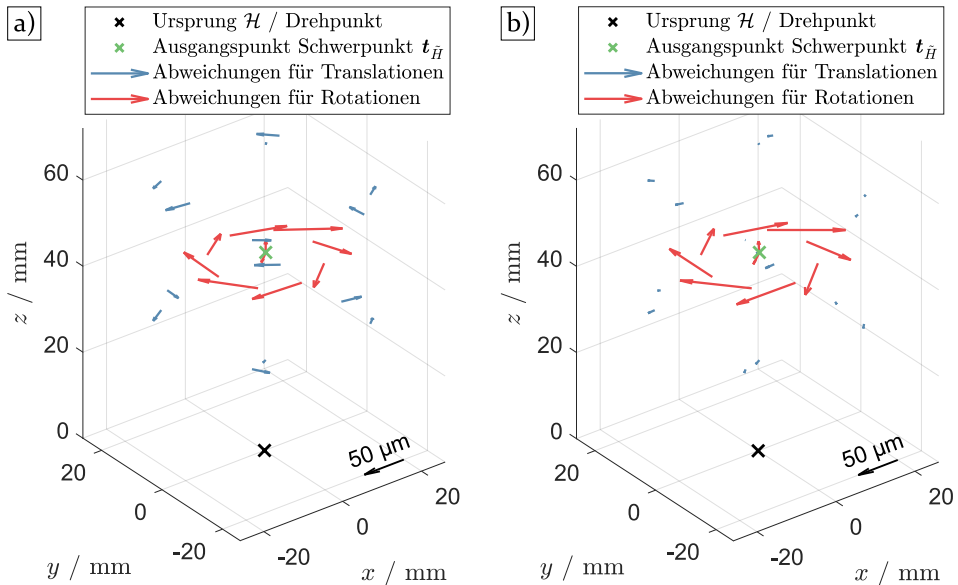 a)
Ursprung ℋ / Drehpunkt
Ausgangspunkt Schwerpunkt t_H̃
Abweichungen für Translationen
Abweichungen für Rotationen
60
40
20
0
z / mm
20
0
-20
y / mm
-20
0
20
x / mm
50 µm
b)
Ursprung ℋ / Drehpunkt
Ausgangspunkt Schwerpunkt t_H̃
Abweichungen für Translationen
Abweichungen für Rotationen
60
40
20
0
z / mm
20
0
-20
y / mm
-20
0
20
x / mm
50 µm